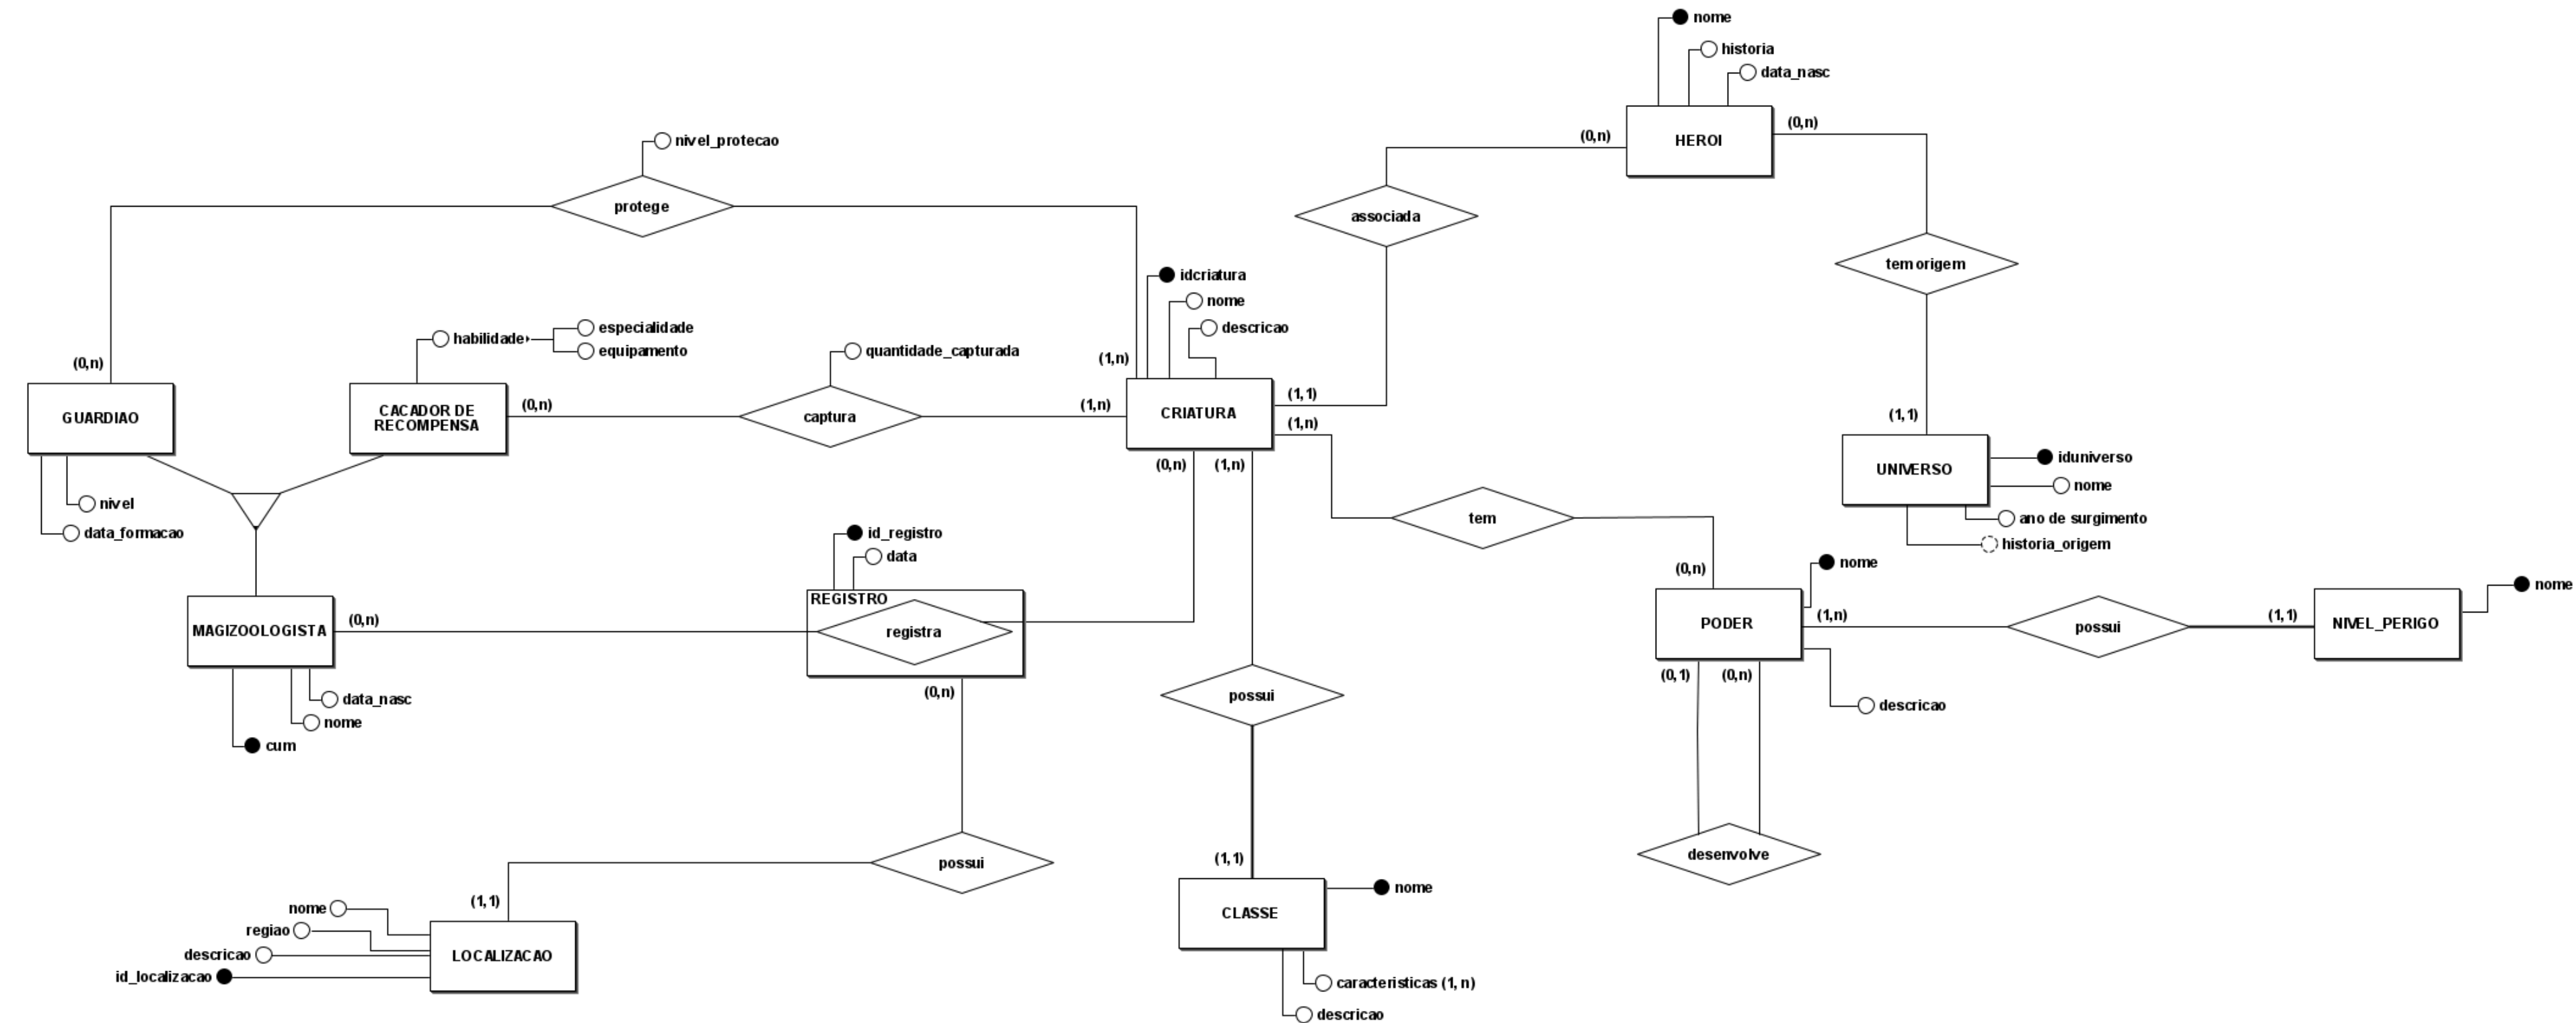 nome
historia
data_nasc
HEROI
(0,n)
(0,n)
nivel_protecao
protege
associada
tem origem
idcriatura
nome
descricao
habilidade
especialidade
equipamento
quantidade_capturada
(0,n)
(1,n)
GUARDIAO
CACADOR DE
RECOMPENSA
(0,n)
captura
(1,n)
CRIATURA
(1,1)
(1,n)
(0,n)
(1,n)
(1,1)
UNIVERSO
iduniverso
nome
ano de surgimento
historia_origem
nivel
data_formacao
tem
id_registro
data
REGISTRO
registra
MAGIZOOLOGISTA
(0,n)
(0,n)
nome
PODER
(1,n)
possui
(1,1)
NIVEL_PERIGO
nome
(0,1)
(0,n)
descricao
data_nasc
nome
cum
(0,n)
possui
desenvolve
possui
(1,1)
(1,1)
nome
regiao
descricao
id_localizacao
LOCALIZACAO
CLASSE
nome
caracteristicas (1, n)
descricao